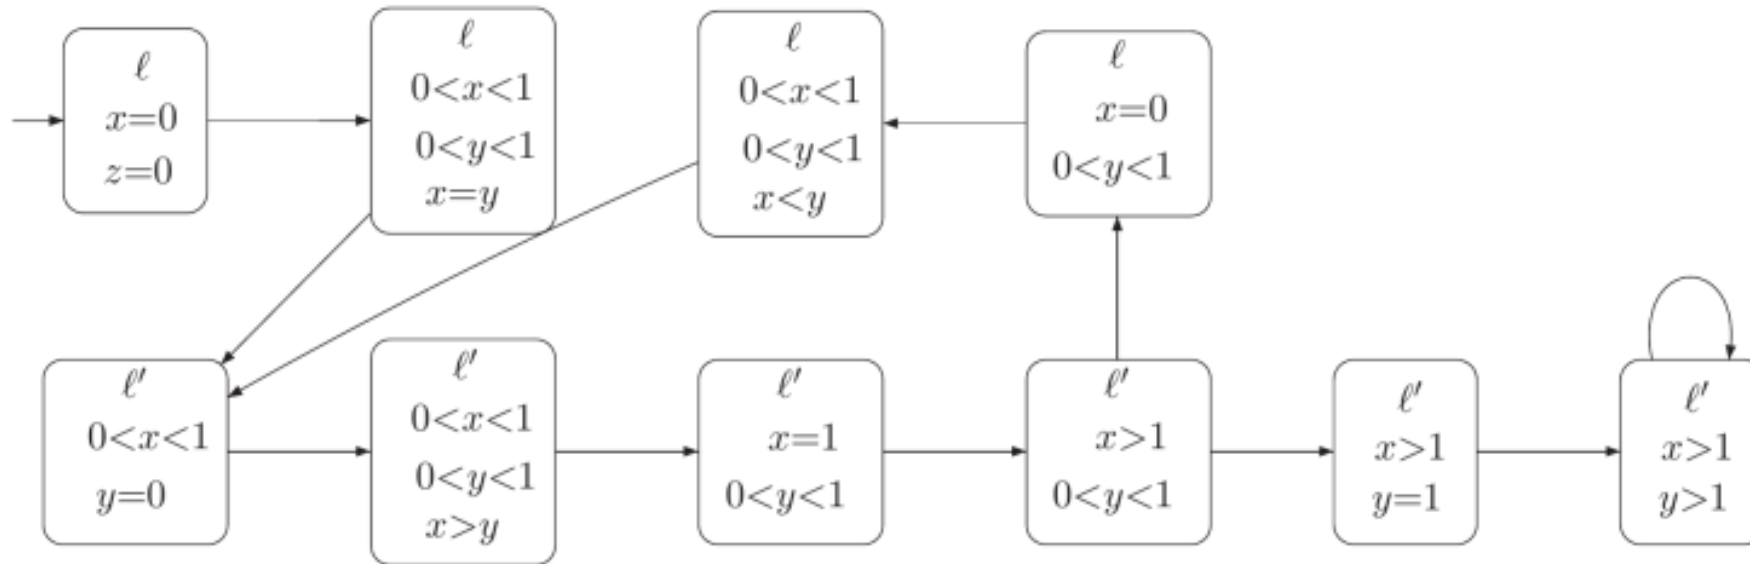 ℓ
x=0
z=0
ℓ
0<x<1
0<y<1
x=y
ℓ
0<x<1
0<y<1
x<y
ℓ
x=0
0<y<1
ℓ′
0<x<1
y=0
ℓ′
0<x<1
0<y<1
x>y
ℓ′
x=1
0<y<1
ℓ′
x>1
0<y<1
ℓ′
x>1
y=1
ℓ′
x>1
y>1